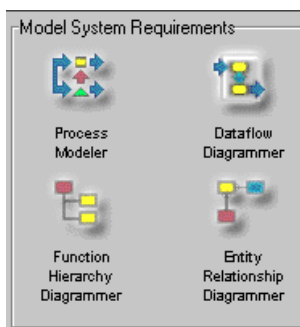 Model System Requirements
Process
Modeler
Dataflow
Diagrammer
Function
Hierarchy
Diagrammer
Entity
Relationship
Diagrammer